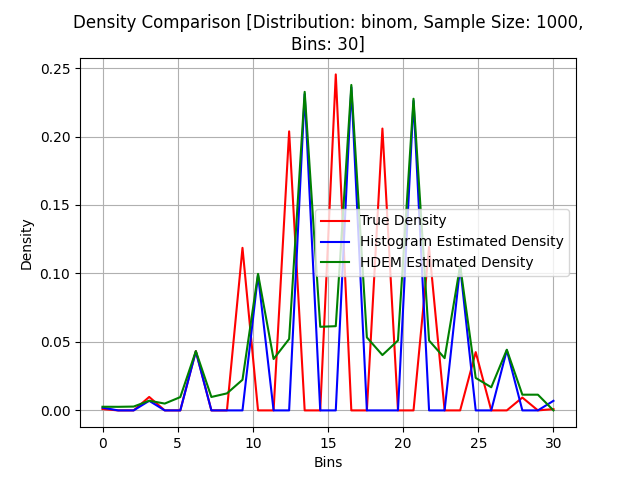 Density Comparison [Distribution: binom, Sample Size: 1000,
Bins: 30]
0.25
0.20
0.15
0.10
0.05
0.00
Density
True Density
Histogram Estimated Density
HDEM Estimated Density
0 5 10 15 20 25 30
Bins